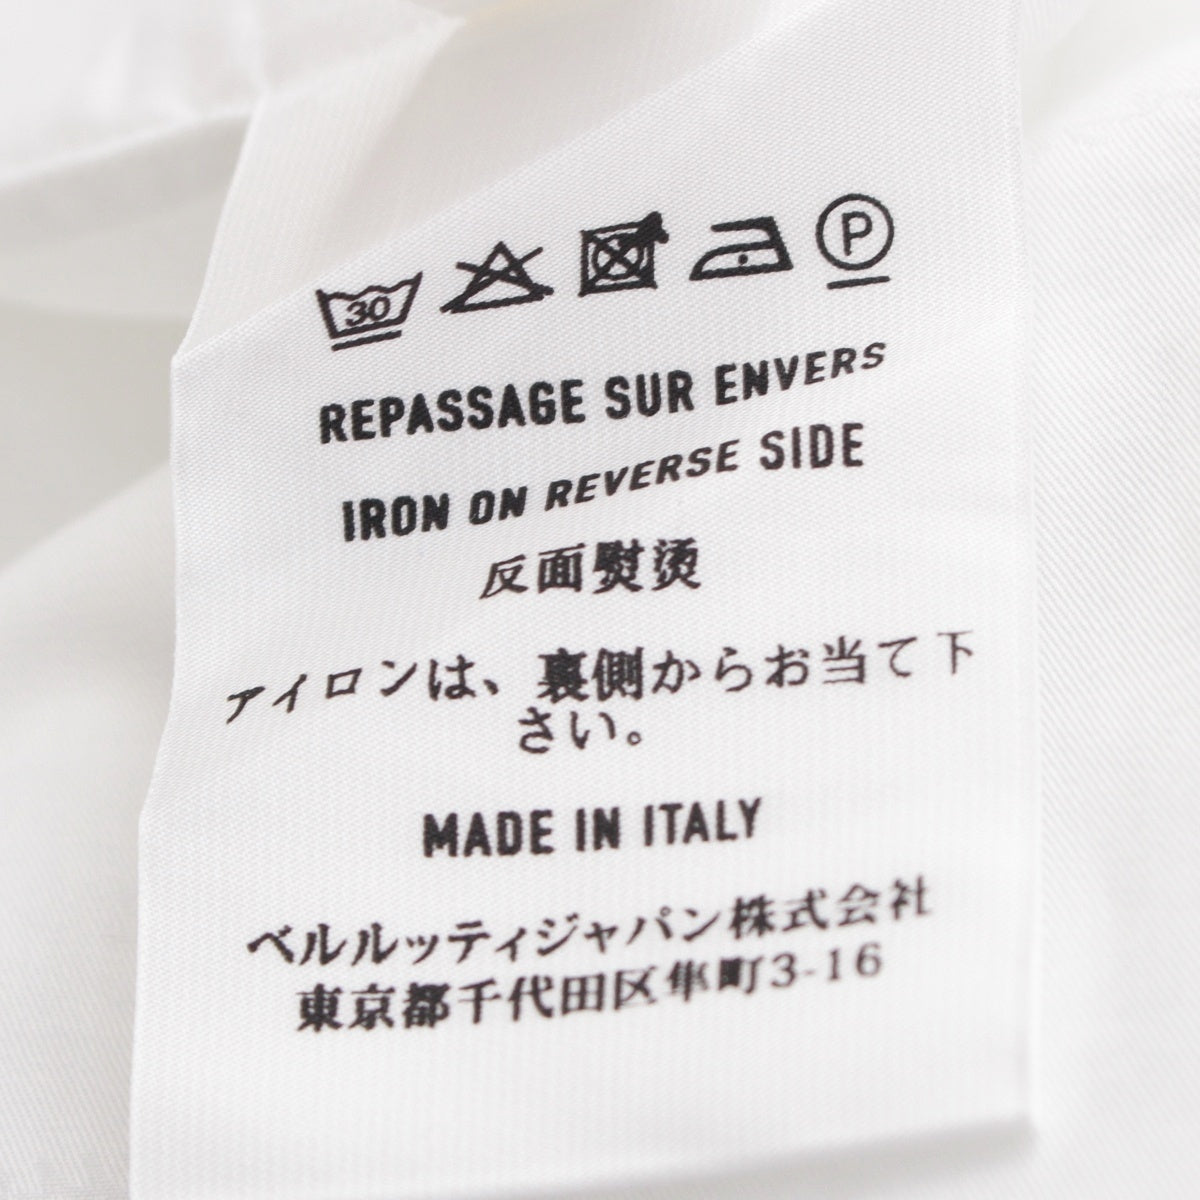 30 P
REPASSAGE SUR ENVERS
IRON ON REVERSE SIDE
反面熨烫
アイロンは、裏側からお当て下
さい。
MADE IN ITALY
ベルルッティジャパン株式会社
東京都千代田区隼町3-16